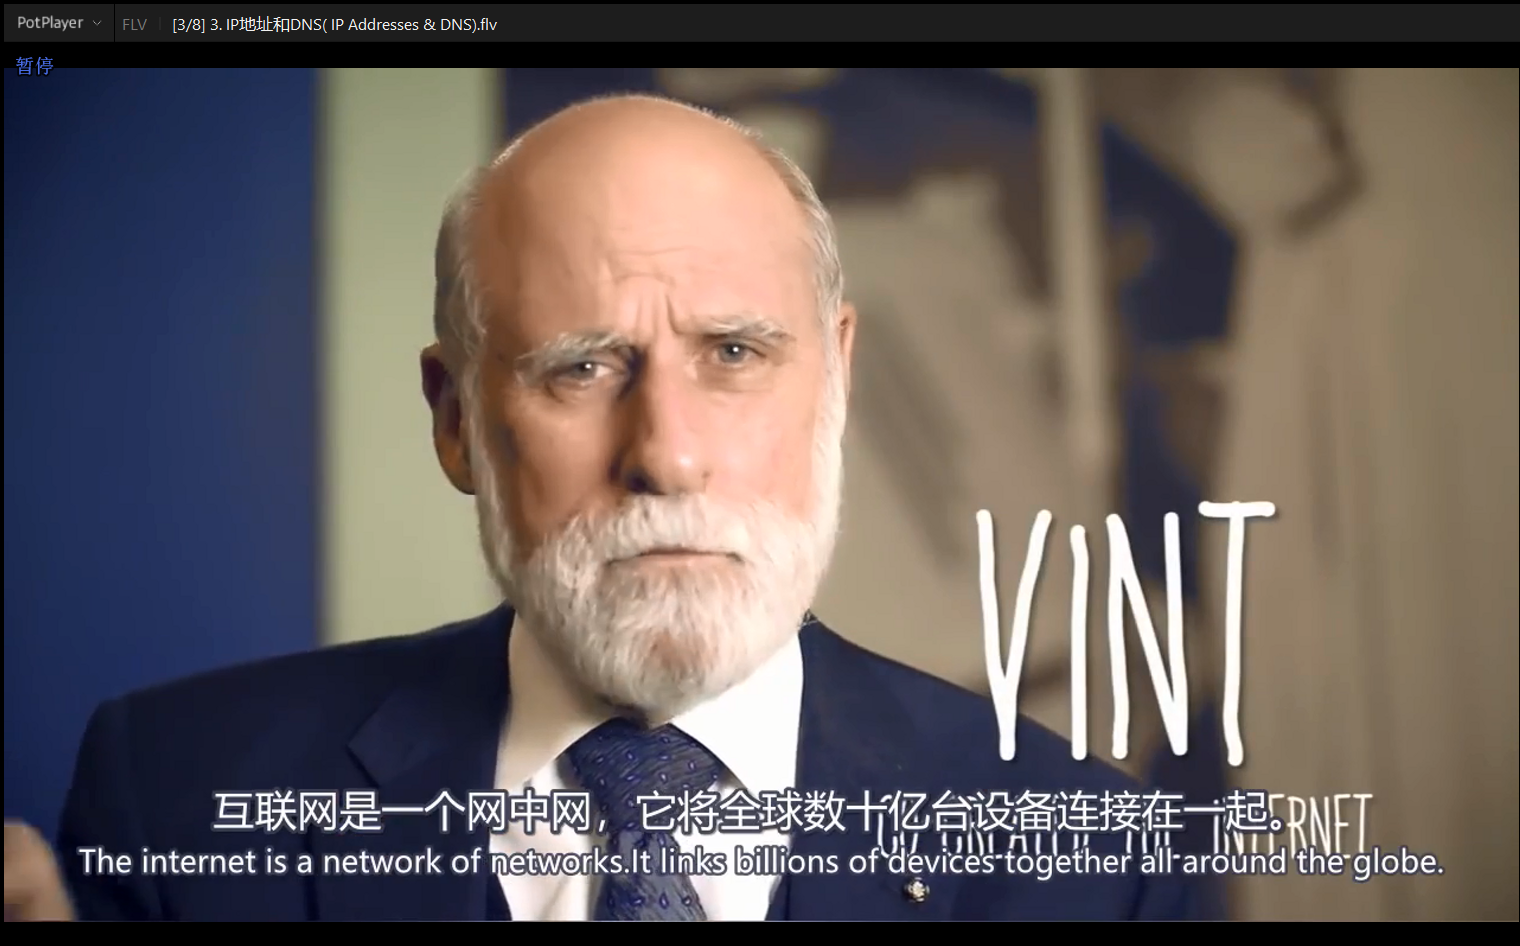 PotPlayer FLV [3/8] 3. IP地址和DNS( IP Addresses & DNS).flv
暂停
VINT
互联网是一个网中网，它将全球数十亿台设备连接在一起。
The internet is a network of networks.It links billions of devices together all around the globe.